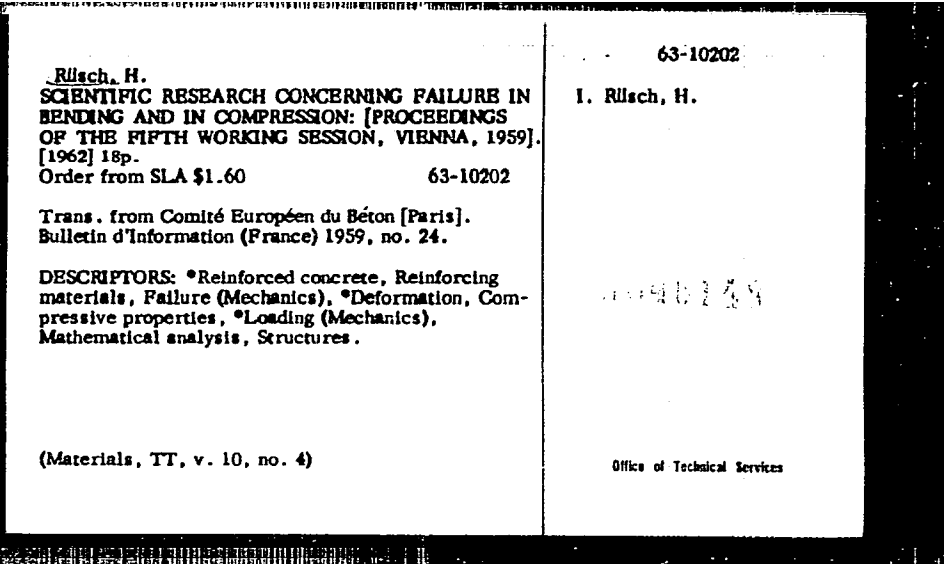 Rüsch, H.
SCIENTIFIC RESEARCH CONCERNING FAILURE IN
BENDING AND IN COMPRESSION: [PROCEEDINGS
OF THE FIFTH WORKING SESSION, VIENNA, 1959].
[1962] 18p.
Order from SLA $1.60 63-10202
Trans. from Comité Européen du Béton [Paris].
Bulletin d'Information (France) 1959, no. 24.
DESCRIPTORS: *Reinforced concrete, Reinforcing
materials, Failure (Mechanics), *Deformation, Com-
pressive properties, *Loading (Mechanics),
Mathematical analysis, Structures.
(Materials, TT, v. 10, no. 4)
63-10202
I. Rüsch, H.
Office of Technical Services